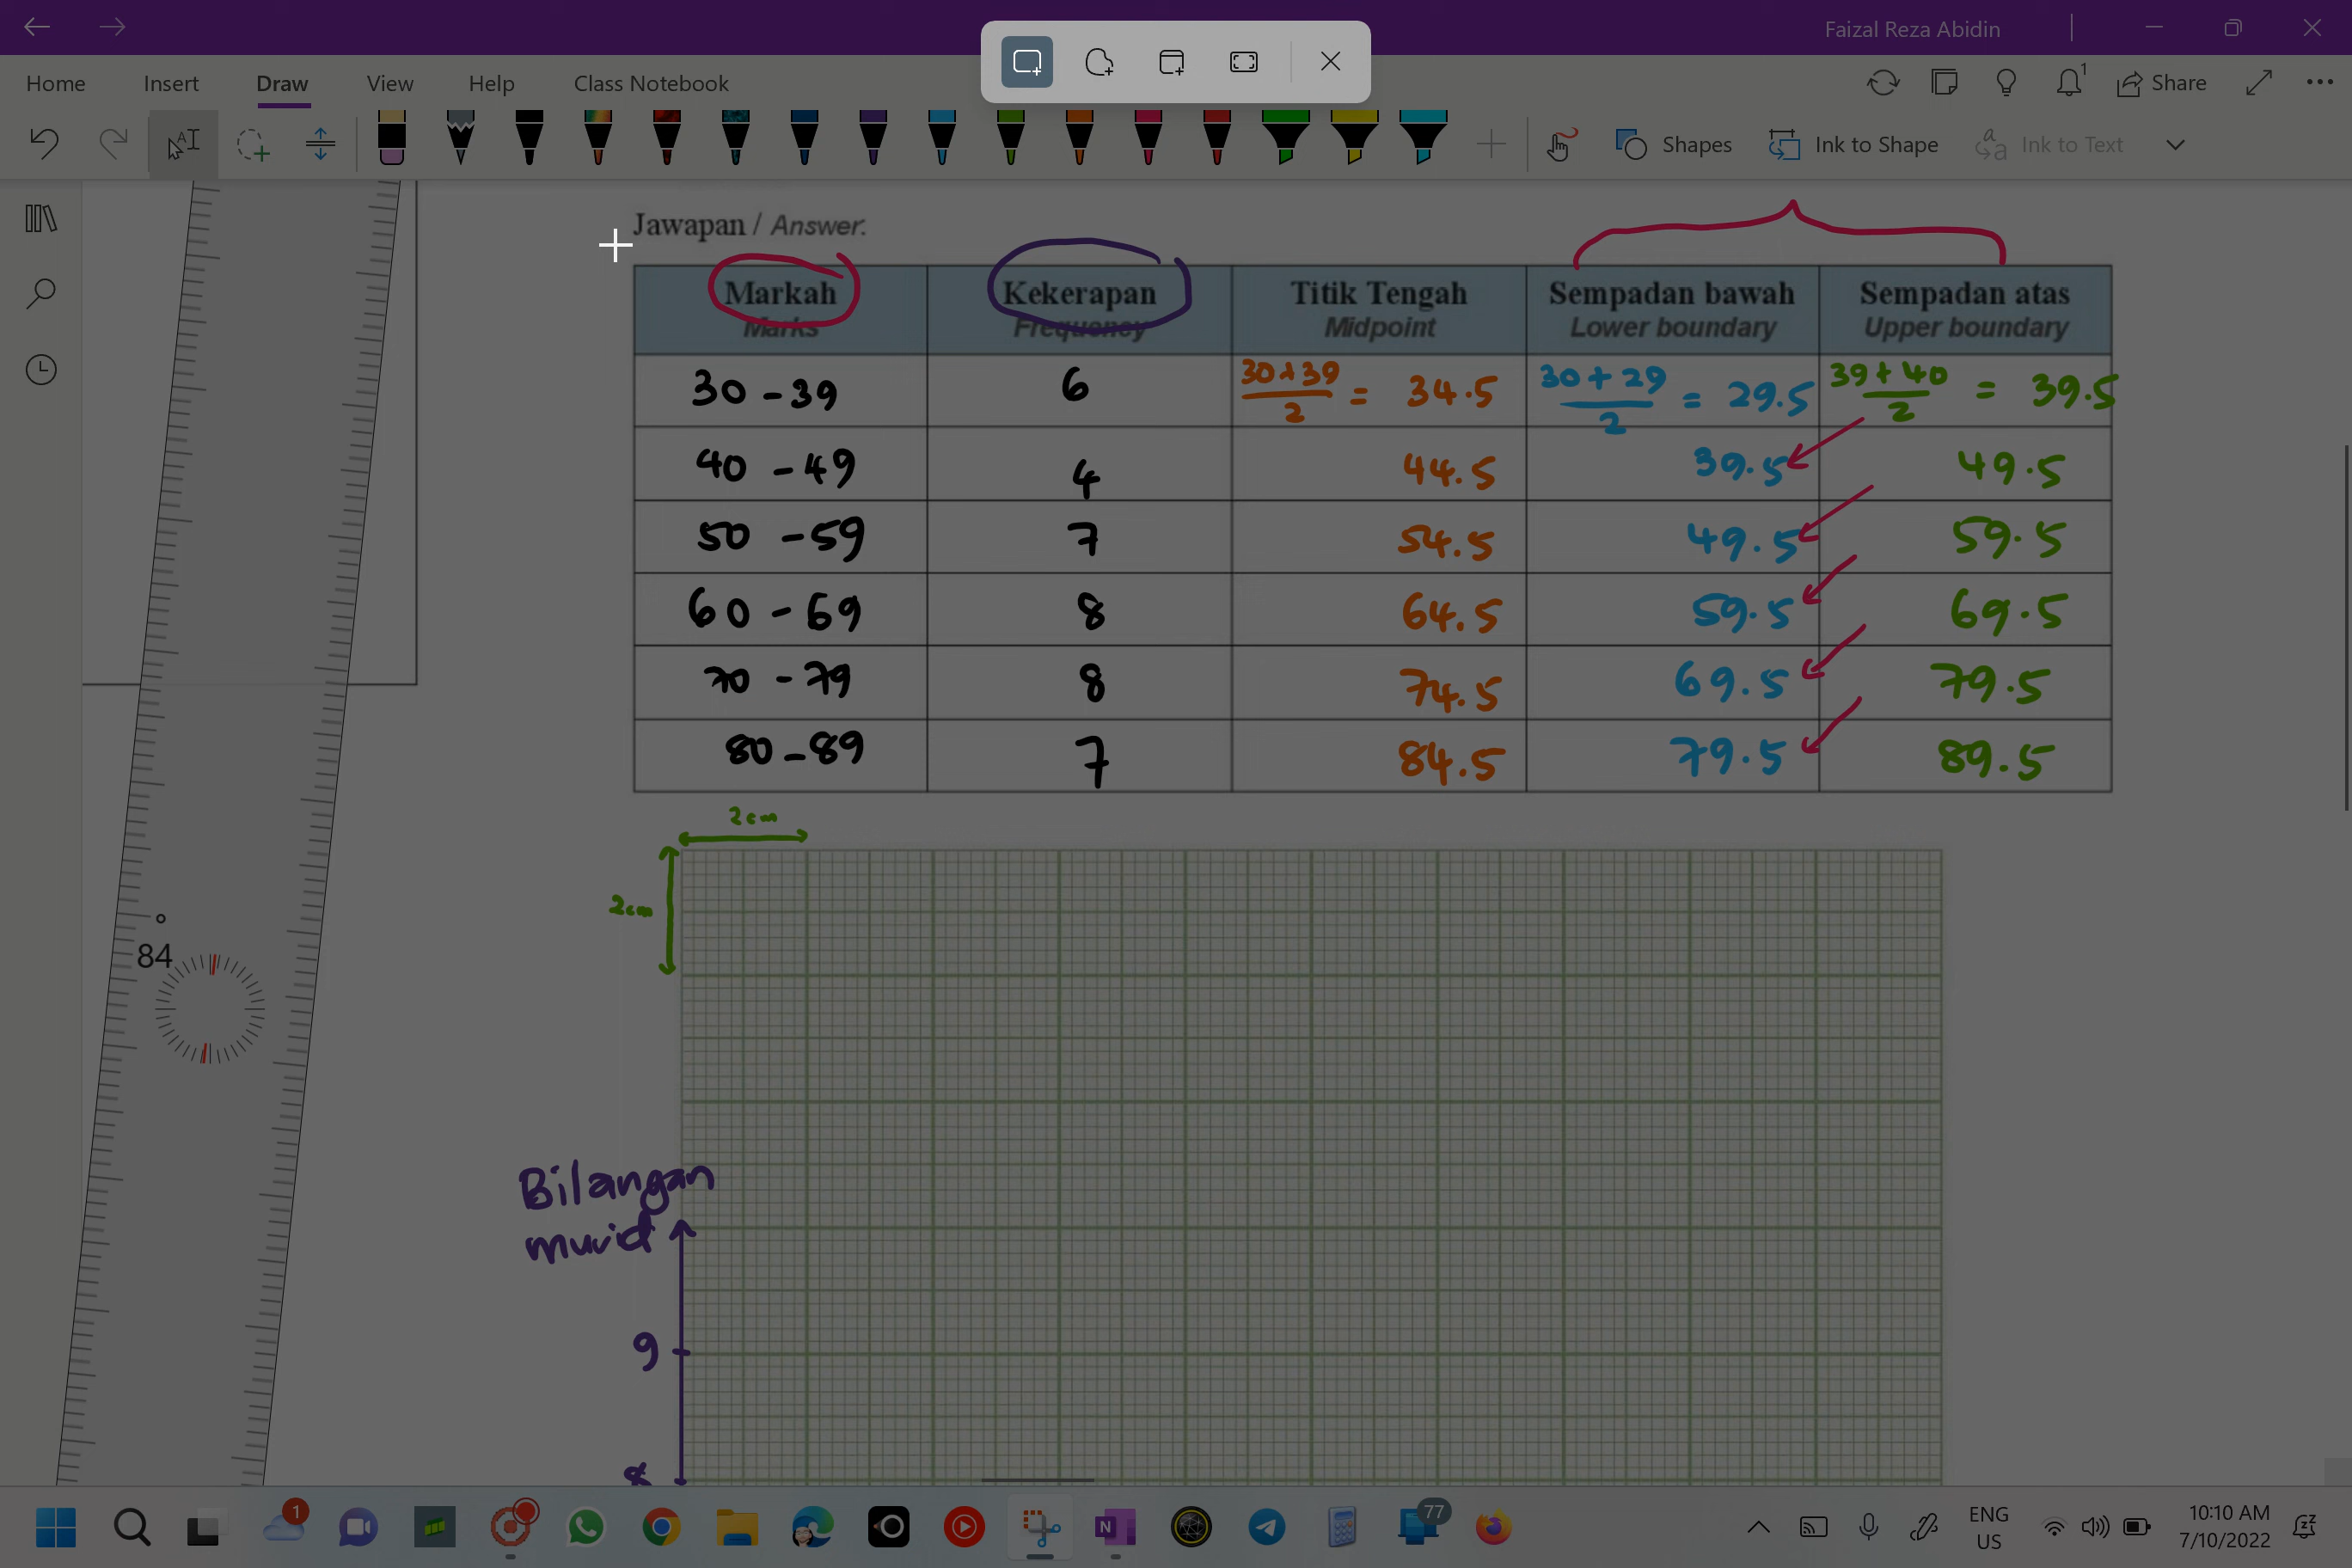 Faizal Reza Abidin
Home Insert Draw View Help Class Notebook
1
Share
Shapes Ink to Shape Ink to Text
Jawapan / Answer:
Markah Kekerapan Titik Tengah Sempadan bawah Sempadan atas
Marks Frequency Midpoint Lower boundary Upper boundary
30 - 39 6 30+39/2 = 34.5 30 + 29/2 = 29.5 39 + 40/2 = 39.5
40 - 49 4 44.5 39.5 49.5
50 - 59 7 54.5 49.5 59.5
60 - 69 8 64.5 59.5 69.5
70 - 79 8 74.5 69.5 79.5
80 - 89 7 84.5 79.5 89.5
2cm
2cm
84°
Bilangan
murid
9
8
1
77
ENG
US
10:10 AM
7/10/2022